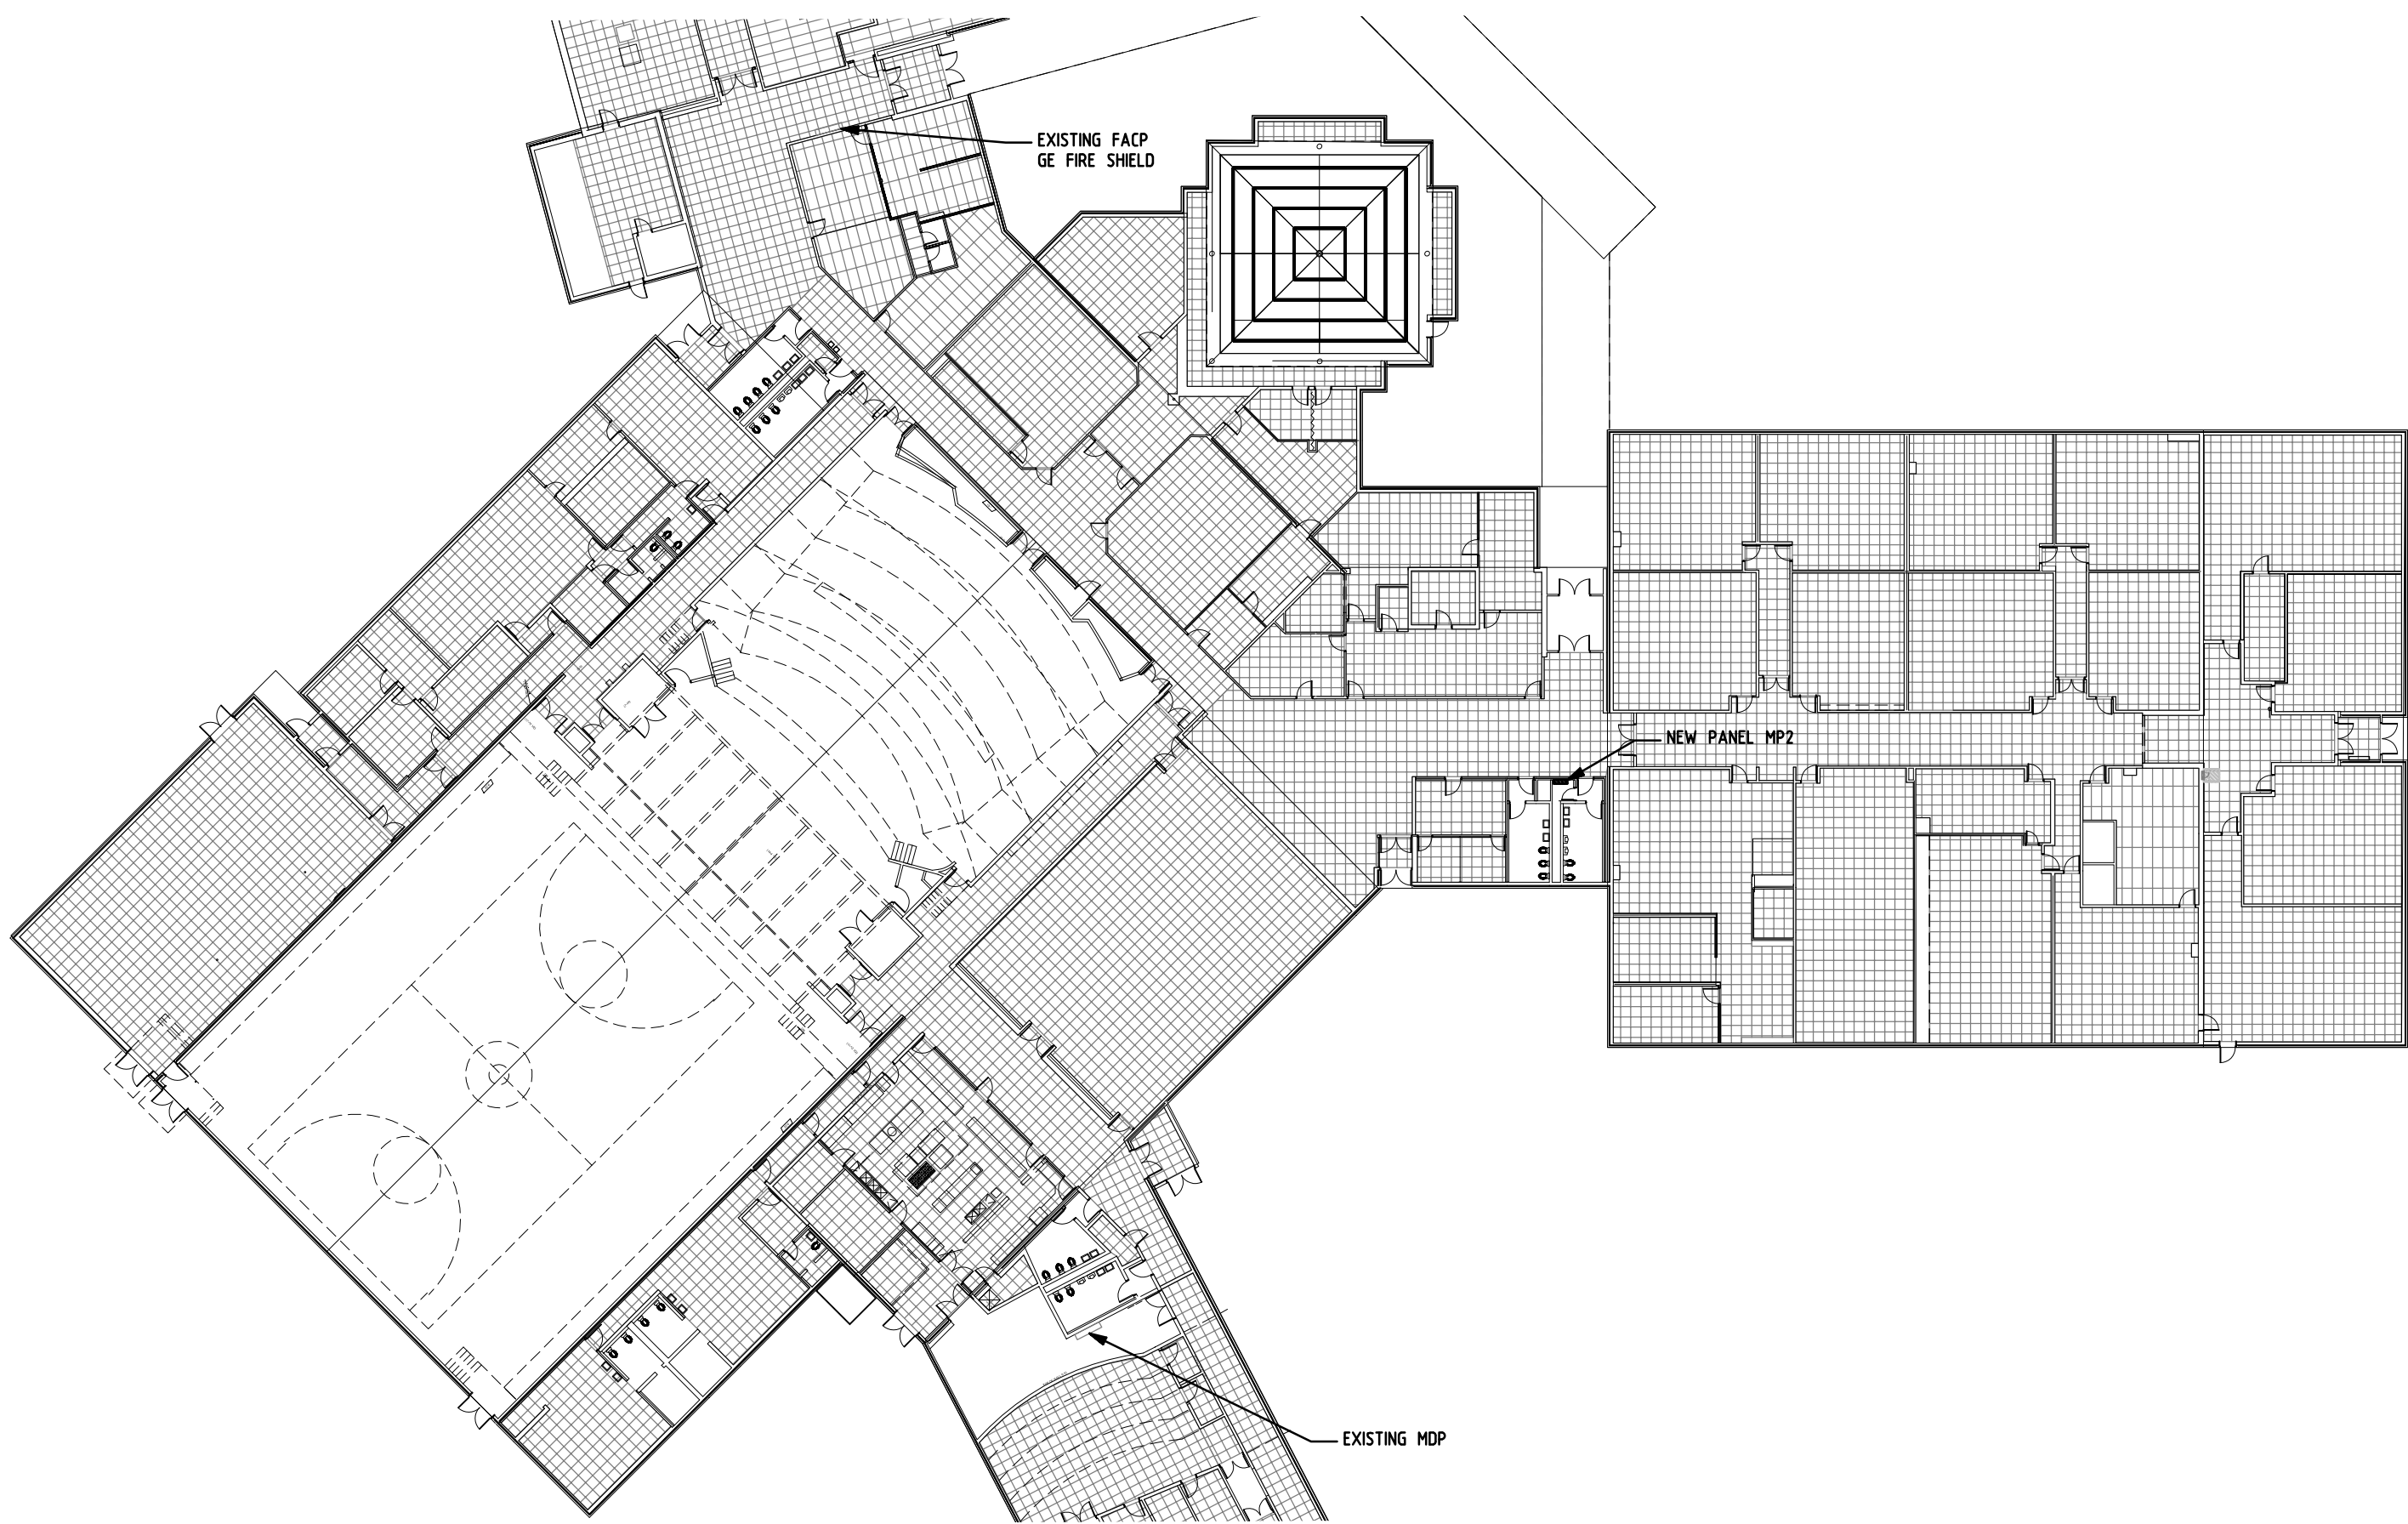 EXISTING FACP
GE FIRE SHIELD
NEW PANEL MP2
EXISTING MDP